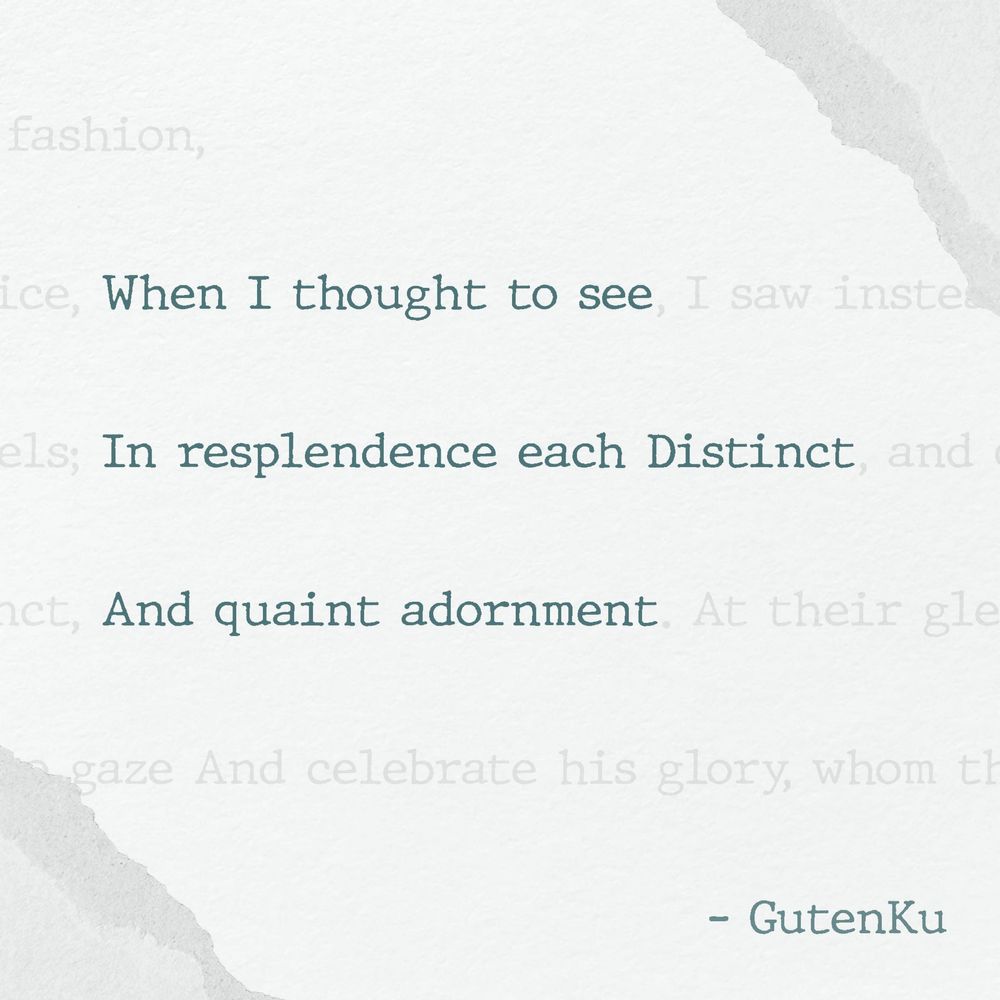 fashion,
ice, When I thought to see, I saw instea
els; In resplendence each Distinct, and
nct, And quaint adornment. At their gle
gaze And celebrate his glory, whom th
- GutenKu